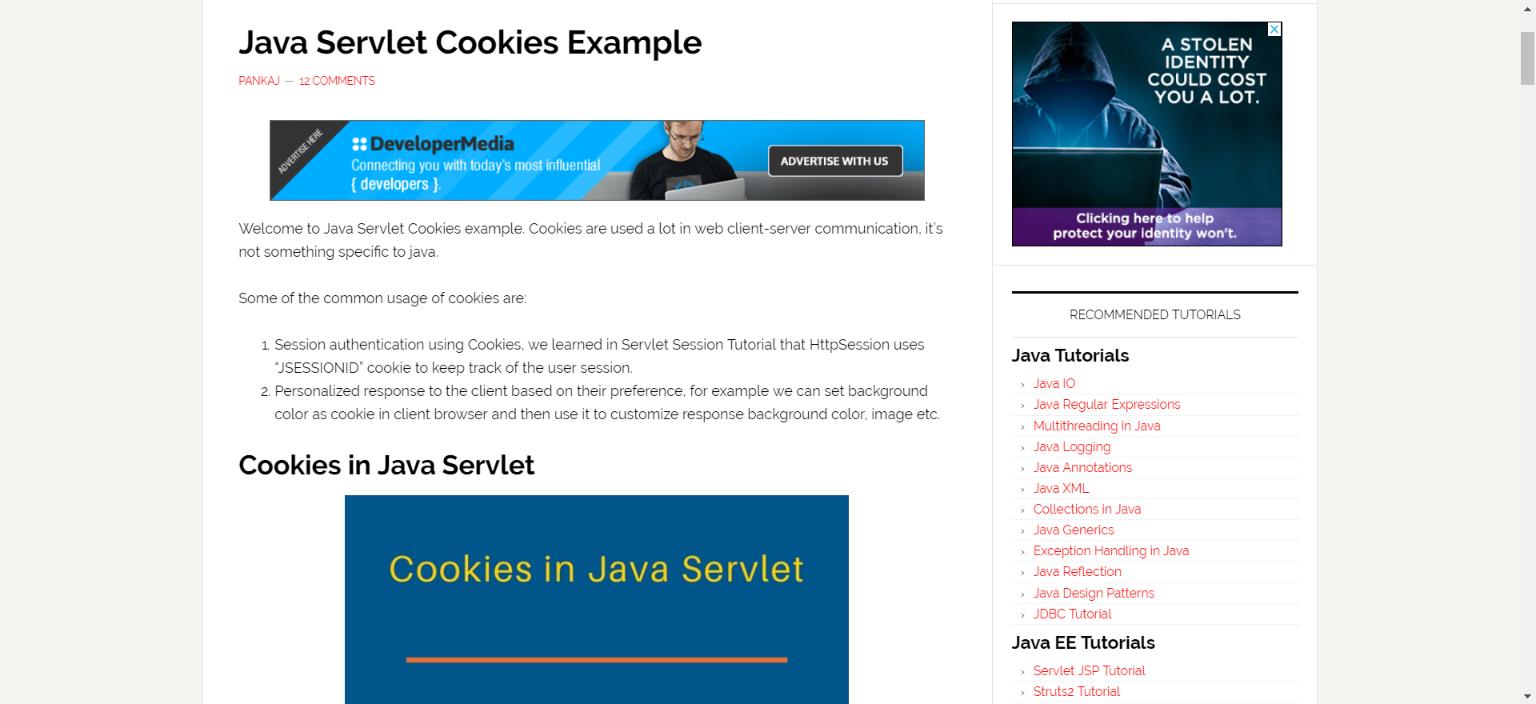 Java Servlet Cookies Example
PANKAJ — 12 COMMENTS
ADVERTISE HERE
DeveloperMedia
Connecting you with today's most influential
{ developers }.
ADVERTISE WITH US
Welcome to Java Servlet Cookies example. Cookies are used a lot in web client-server communication, it's
not something specific to java.
Some of the common usage of cookies are:
1. Session authentication using Cookies, we learned in Servlet Session Tutorial that HttpSession uses
“JSESSIONID” cookie to keep track of the user session.
2. Personalized response to the client based on their preference, for example we can set background
color as cookie in client browser and then use it to customize response background color, image etc.
Cookies in Java Servlet
Cookies in Java Servlet
A STOLEN
IDENTITY
COULD COST
YOU A LOT.
Clicking here to help
protect your identity won't.
RECOMMENDED TUTORIALS
Java Tutorials
› Java IO
› Java Regular Expressions
› Multithreading in Java
› Java Logging
› Java Annotations
› Java XML
› Collections in Java
› Java Generics
› Exception Handling in Java
› Java Reflection
› Java Design Patterns
› JDBC Tutorial
Java EE Tutorials
› Servlet JSP Tutorial
› Struts2 Tutorial